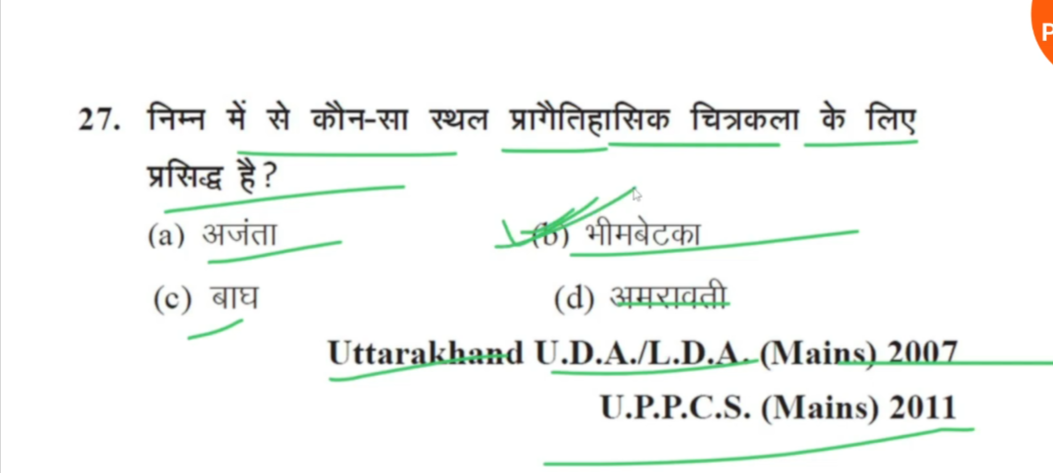 P
27. निम्न में से कौन-सा स्थल प्रागैतिहासिक चित्रकला के लिए
प्रसिद्ध है?
(a) अजंता (b) भीमबेटका
(c) बाघ (d) अमरावती
Uttarakhand U.D.A./L.D.A. (Mains) 2007
U.P.P.C.S. (Mains) 2011